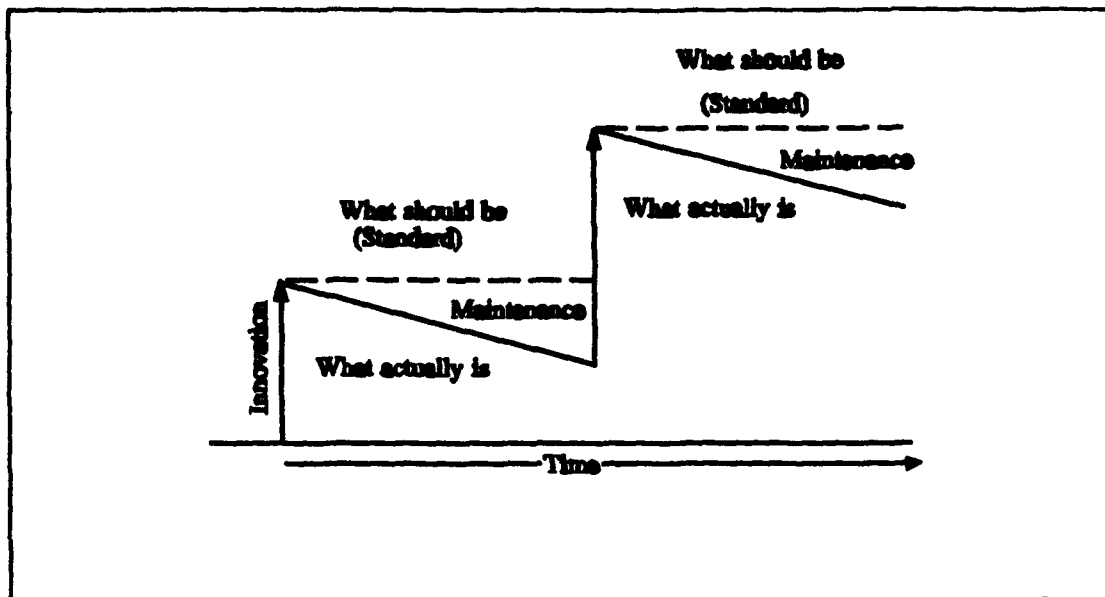 What should be
(Standard)
Maintenance
What actually is
What should be
(Standard)
Maintenance
What actually is
Innovation
Time